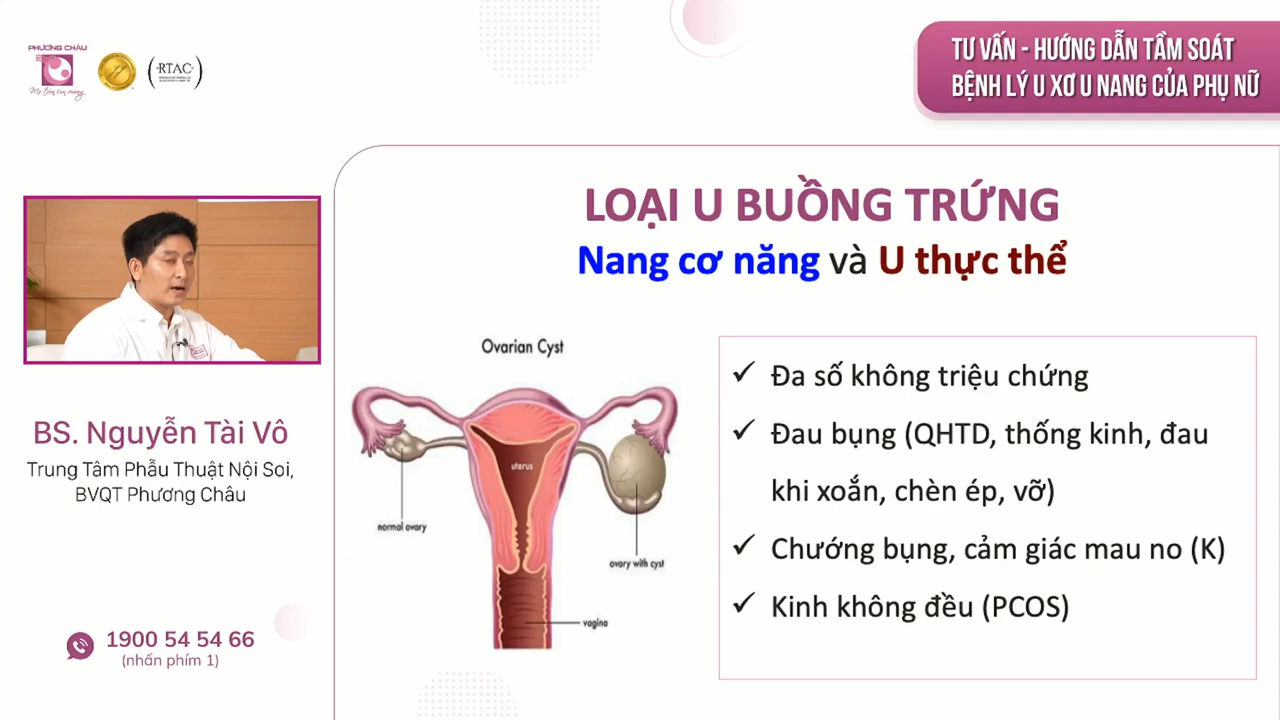 PHƯƠNG CHÂU
RTAC
TƯ VẤN - HƯỚNG DẪN TẦM SOÁT
BỆNH LÝ U XƠ U NANG CỦA PHỤ NỮ
LOẠI U BUỒNG TRỨNG
Nang cơ năng và U thực thể
BS. Nguyễn Tài Vô
Trung Tâm Phẫu Thuật Nội Soi,
BVQT Phương Châu
1900 54 54 66
(nhấn phím 1)
Ovarian Cyst
uterus
normal ovary
ovary with cyst
vagina
✓ Đa số không triệu chứng
✓ Đau bụng (QHTD, thống kinh, đau
khi xoắn, chèn ép, vỡ)
✓ Chướng bụng, cảm giác mau no (K)
✓ Kinh không đều (PCOS)